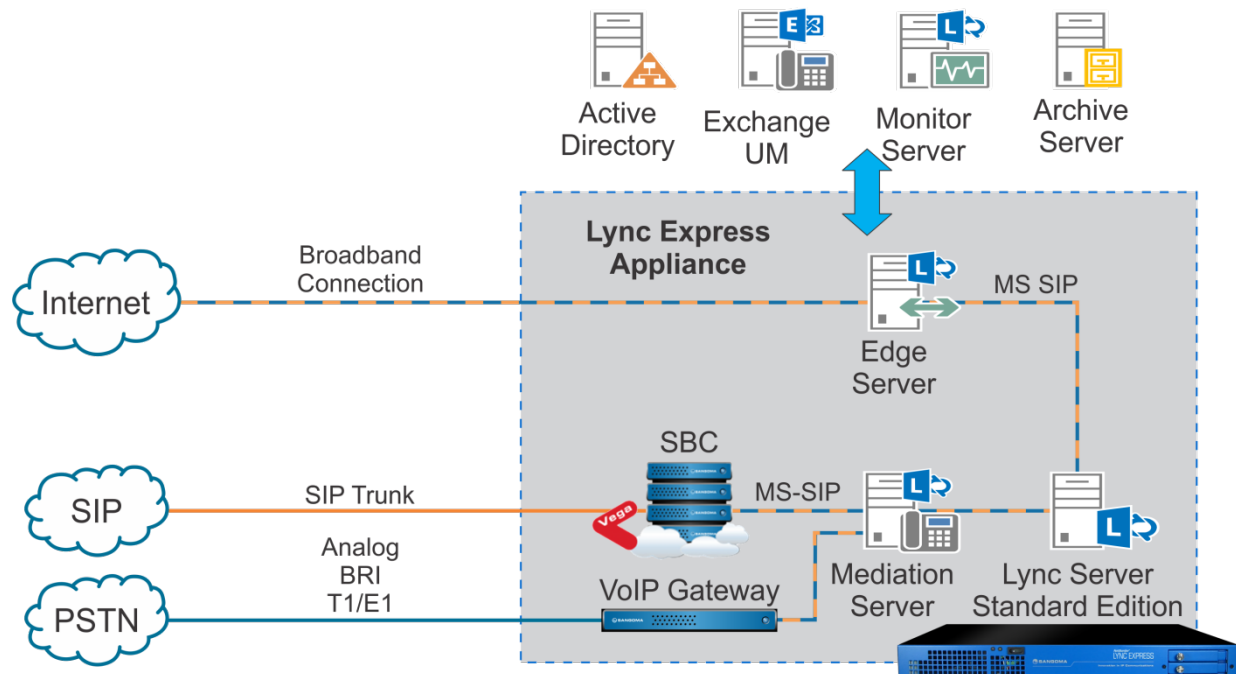 Active
Directory
Exchange
UM
Monitor
Server
Archive
Server
Lync Express
Appliance
Broadband
Connection
Internet
MS SIP
Edge
Server
SBC
SIP
SIP Trunk
Vega
MS-SIP
Analog
BRI
T1/E1
PSTN
VoIP Gateway
SANGOMA
Mediation
Server
Lync Server
Standard Edition
SANGOMA
LYNC EXPRESS